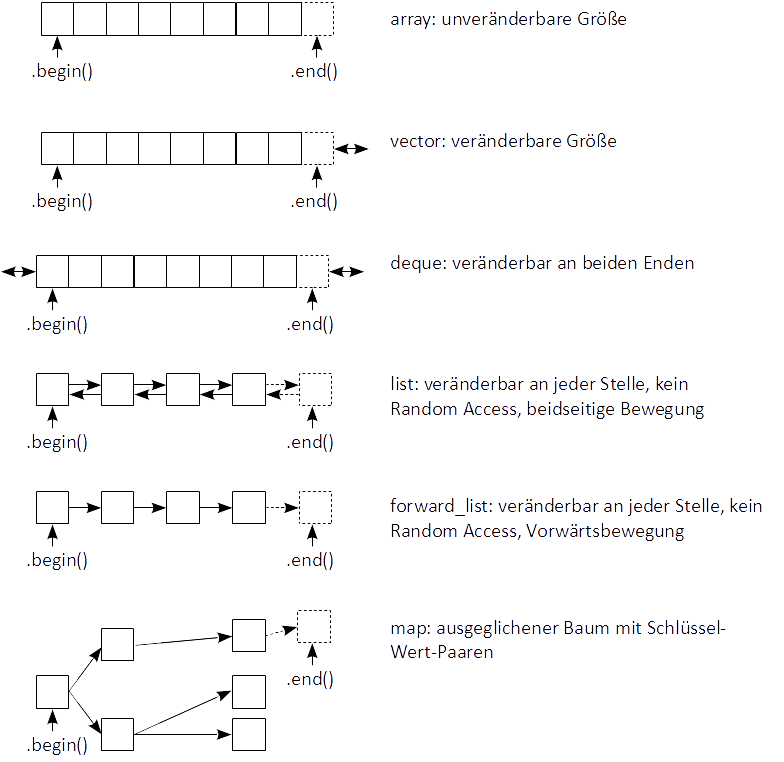 array: unveränderbare Größe
.begin()
.end()
vector: veränderbare Größe
.begin()
.end()
deque: veränderbar an beiden Enden
.begin()
.end()
list: veränderbar an jeder Stelle, kein
Random Access, beidseitige Bewegung
.begin()
.end()
forward_list: veränderbar an jeder Stelle, kein
Random Access, Vorwärtsbewegung
.begin()
.end()
map: ausgeglichener Baum mit Schlüssel-
Wert-Paaren
.end()
.begin()